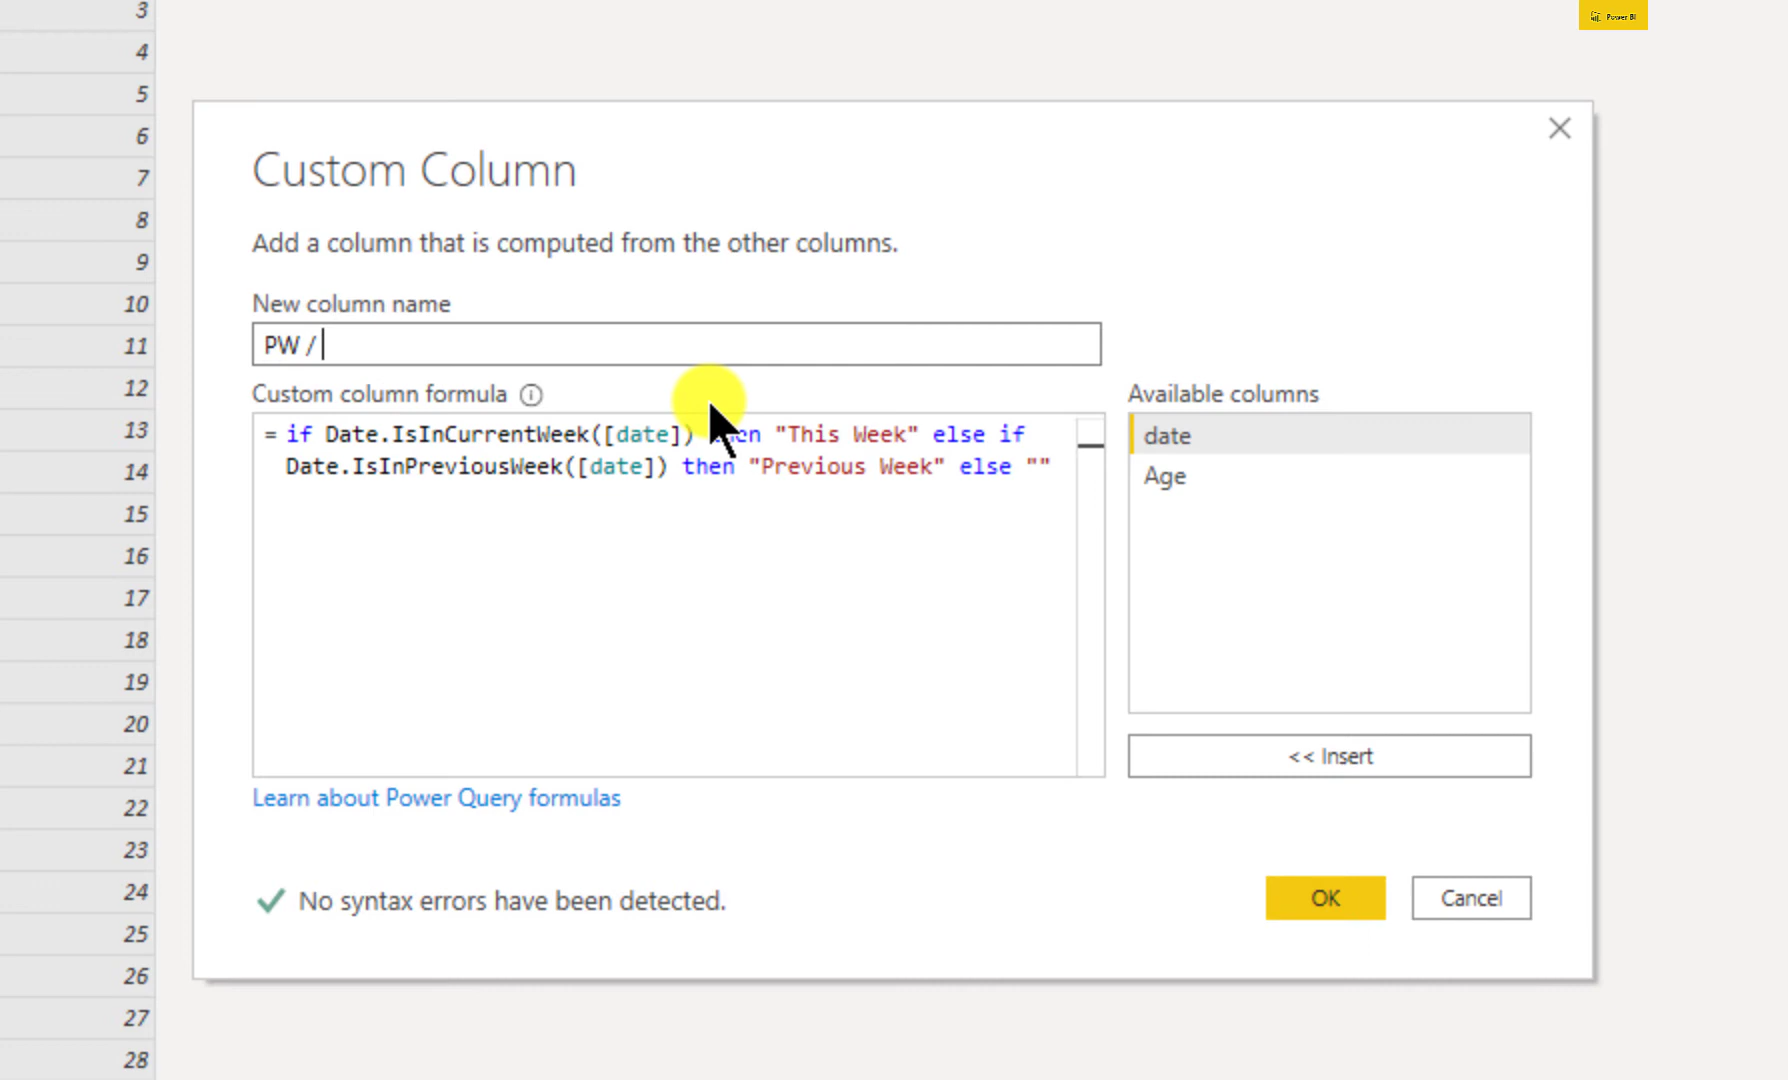 3
Power BI
4
5
6
7
8
9
10
11
12
13
14
15
16
17
18
19
20
21
22
23
24
25
26
27
28
Custom Column
Add a column that is computed from the other columns.
New column name
PW /
Custom column formula
= if Date.IsInCurrentWeek([date]) then "This Week" else if
Date.IsInPreviousWeek([date]) then "Previous Week" else ""
Available columns
date
Age
<< Insert
Learn about Power Query formulas
No syntax errors have been detected.
OK
Cancel